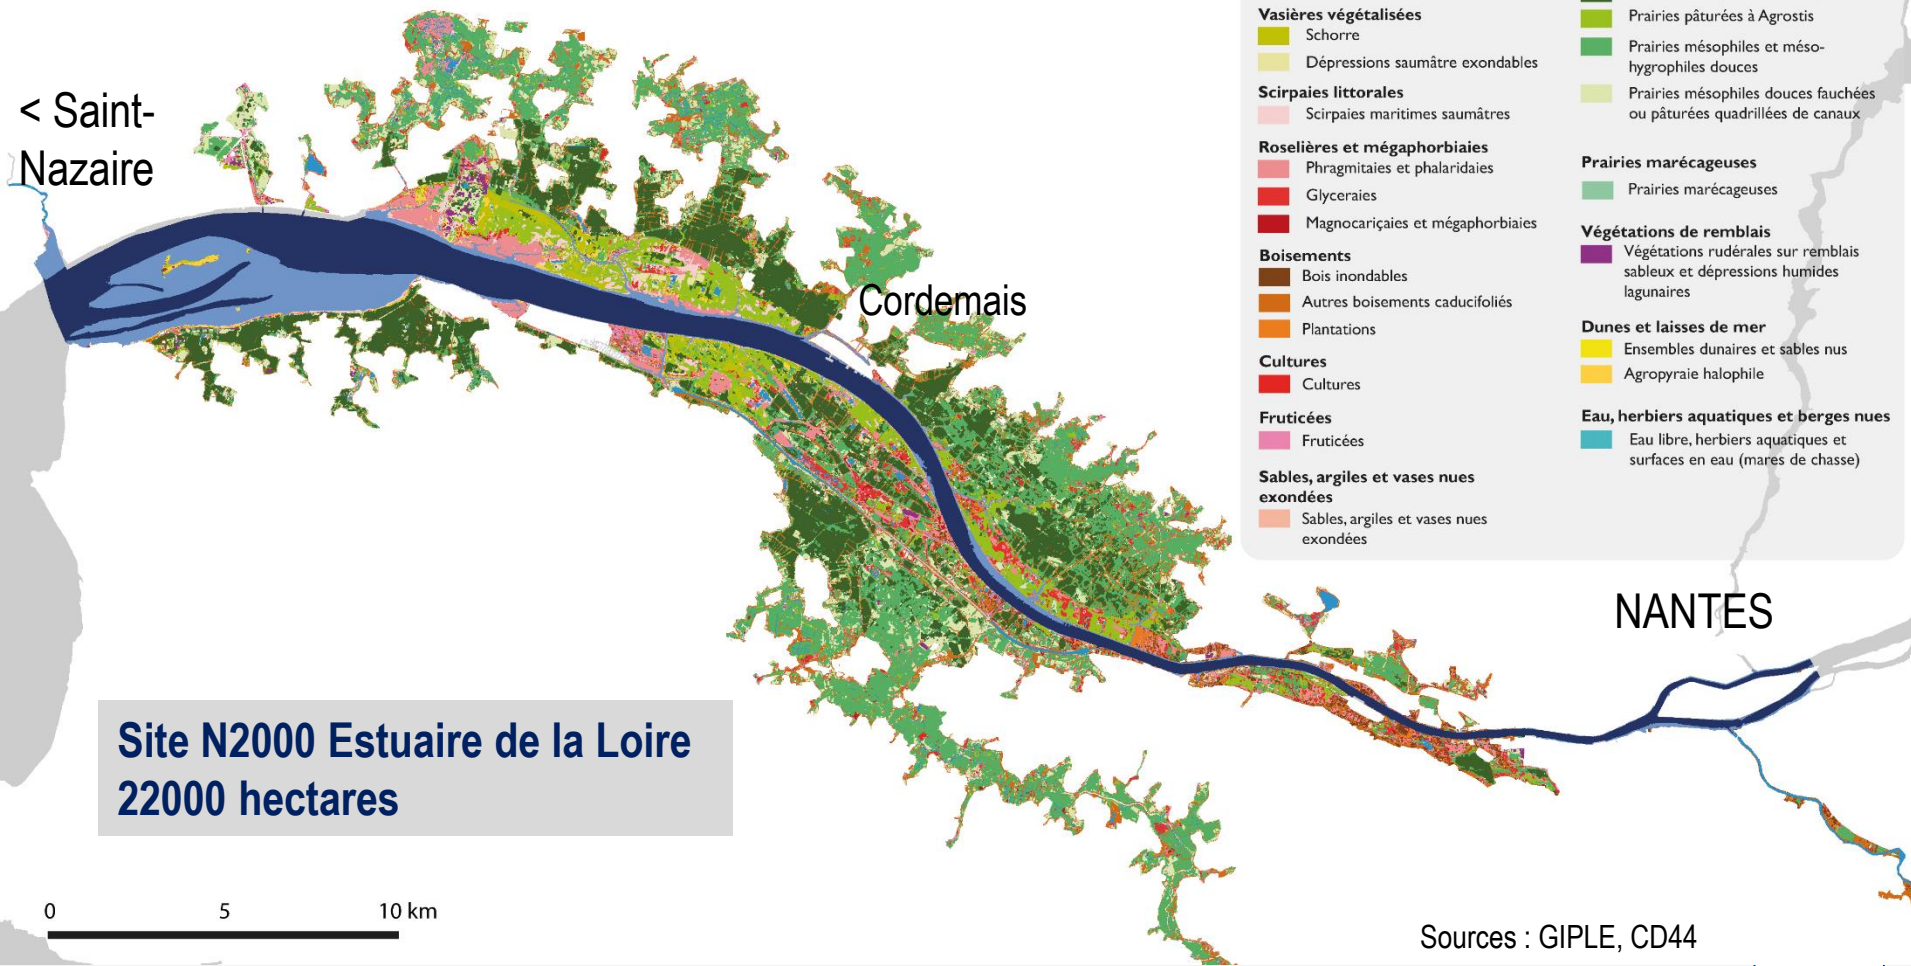 < Saint-
Nazaire
Cordemais
NANTES
Site N2000 Estuaire de la Loire
22000 hectares
0 5 10 km
Vasières végétalisées
Schorre
Dépressions saumâtre exondables
Scirpaies littorales
Scirpaies maritimes saumâtres
Roselières et mégaphorbiaies
Phragmitaies et phalaridaies
Glyceraies
Magnocariçaies et mégaphorbiaies
Boisements
Bois inondables
Autres boisements caducifoliés
Plantations
Cultures
Cultures
Fruticées
Fruticées
Sables, argiles et vases nues
exondées
Sables, argiles et vases nues
exondées
Prairies pâturées à Agrostis
Prairies mésophiles et méso-
hygrophiles douces
Prairies mésophiles douces fauchées
ou pâturées quadrillées de canaux
Prairies marécageuses
Prairies marécageuses
Végétations de remblais
Végétations rudérales sur remblais
sableux et dépressions humides
lagunaires
Dunes et laisses de mer
Ensembles dunaires et sables nus
Agropyraie halophile
Eau, herbiers aquatiques et berges nues
Eau libre, herbiers aquatiques et
surfaces en eau (mares de chasse)
Sources : GIPLE, CD44